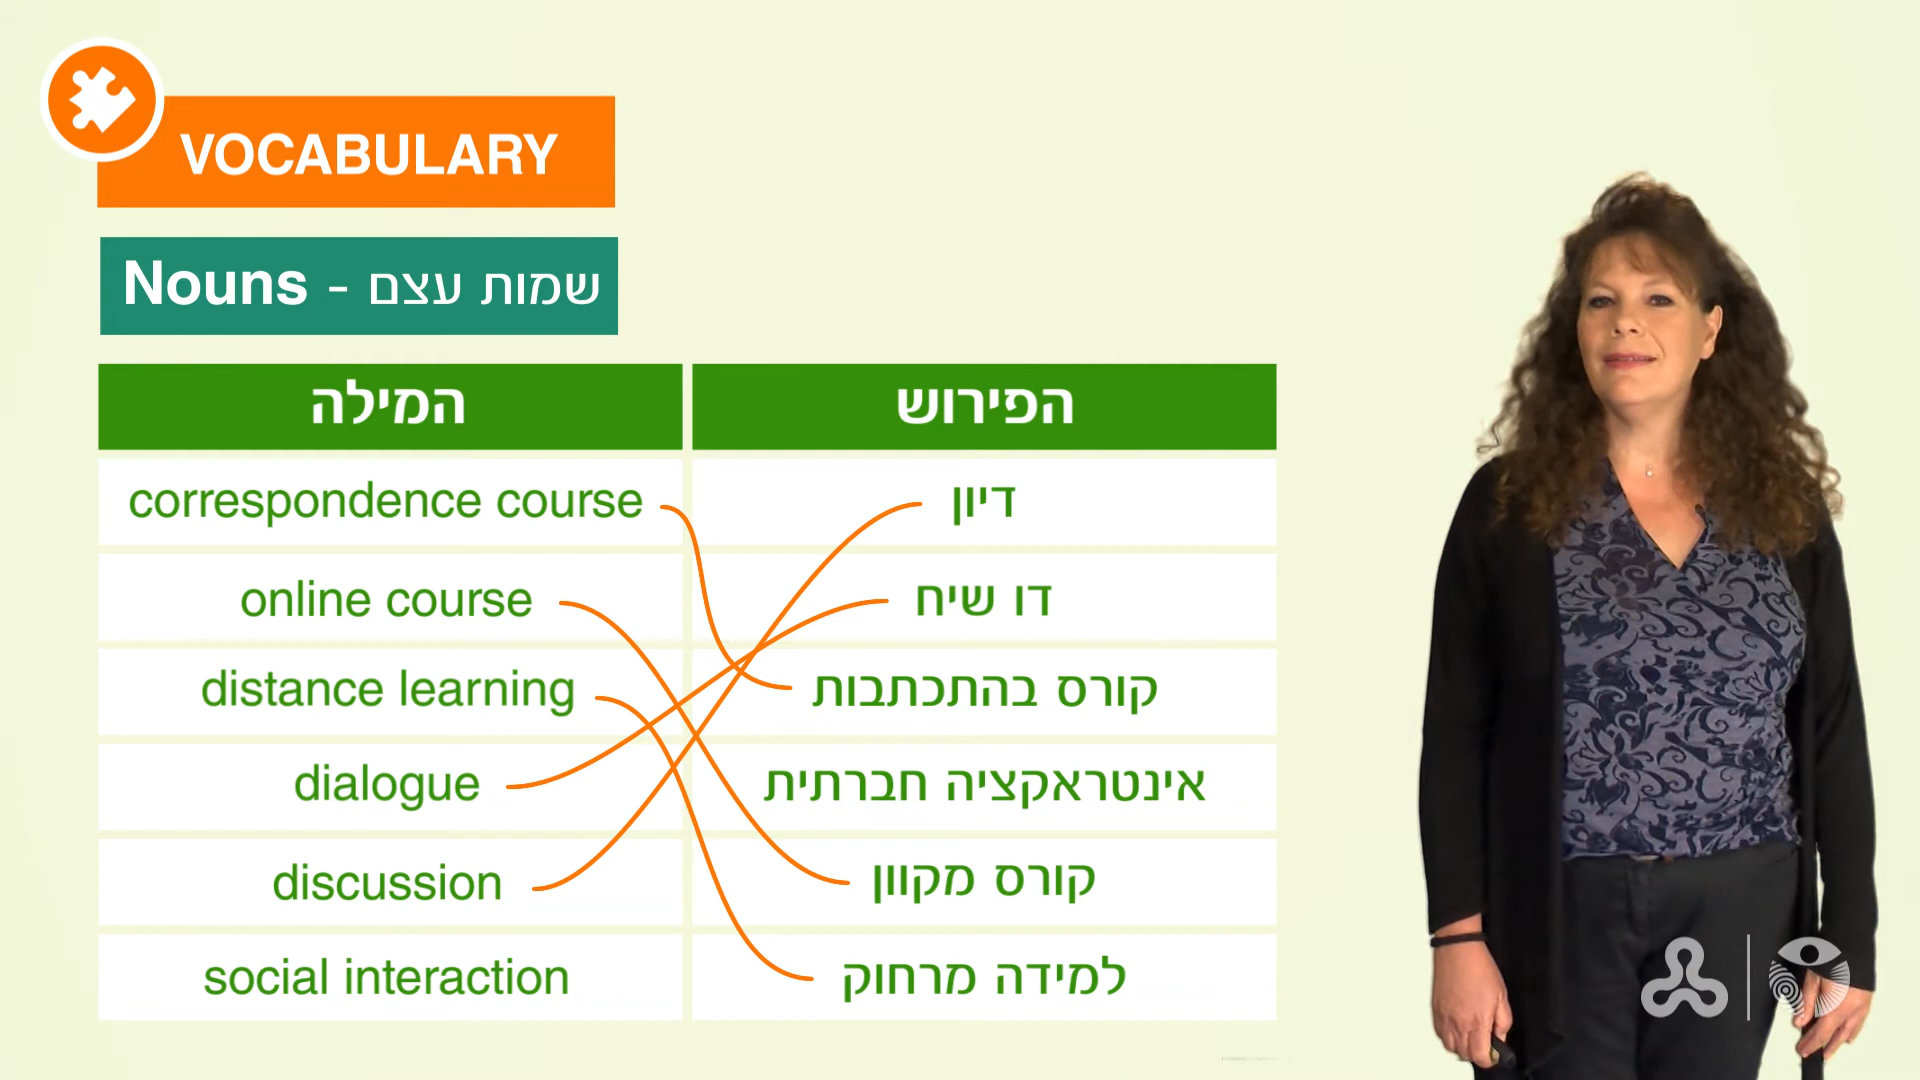 VOCABULARY
Nouns - שמות עצם
המילה הפירוש
correspondence course דיון
online course דו שיח
distance learning קורס בהתכתבות
dialogue אינטראקציה חברתית
discussion קורס מקוון
social interaction למידה מרחוק